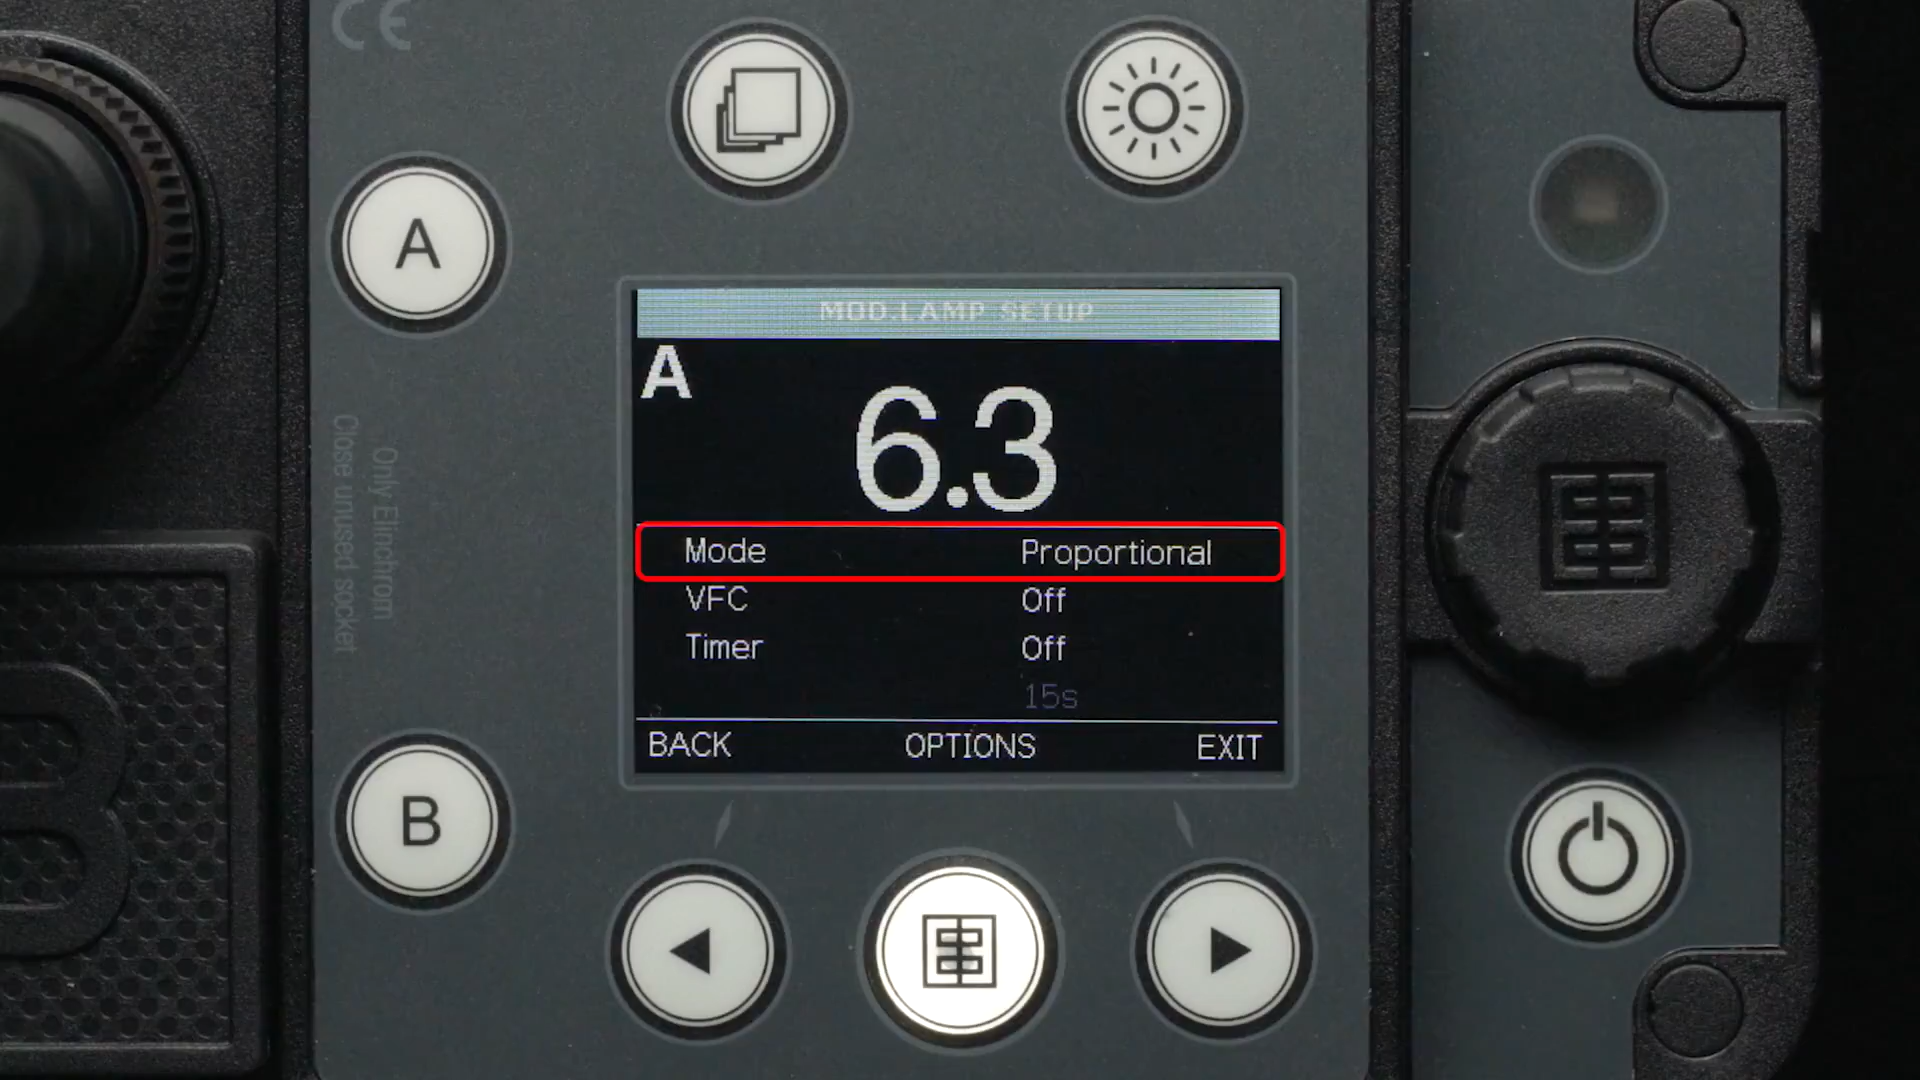 CE
A
MOD.LAMP SETUP
A
6.3
Mode Proportional
VFC Off
Timer Off
15s
BACK OPTIONS EXIT
Only Elinchrom
Close unused socket
B